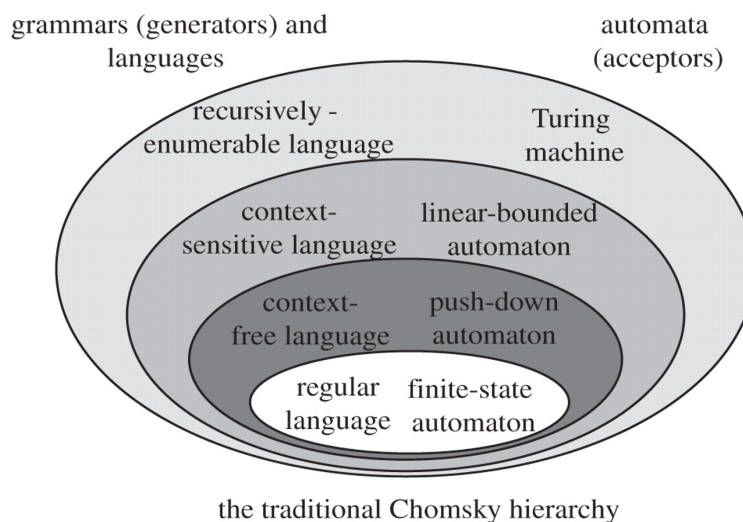 grammars (generators) and
languages
automata
(acceptors)
recursively -
enumerable language
Turing
machine
context-
sensitive language
linear-bounded
automaton
context-
free language
push-down
automaton
regular
language
finite-state
automaton
the traditional Chomsky hierarchy